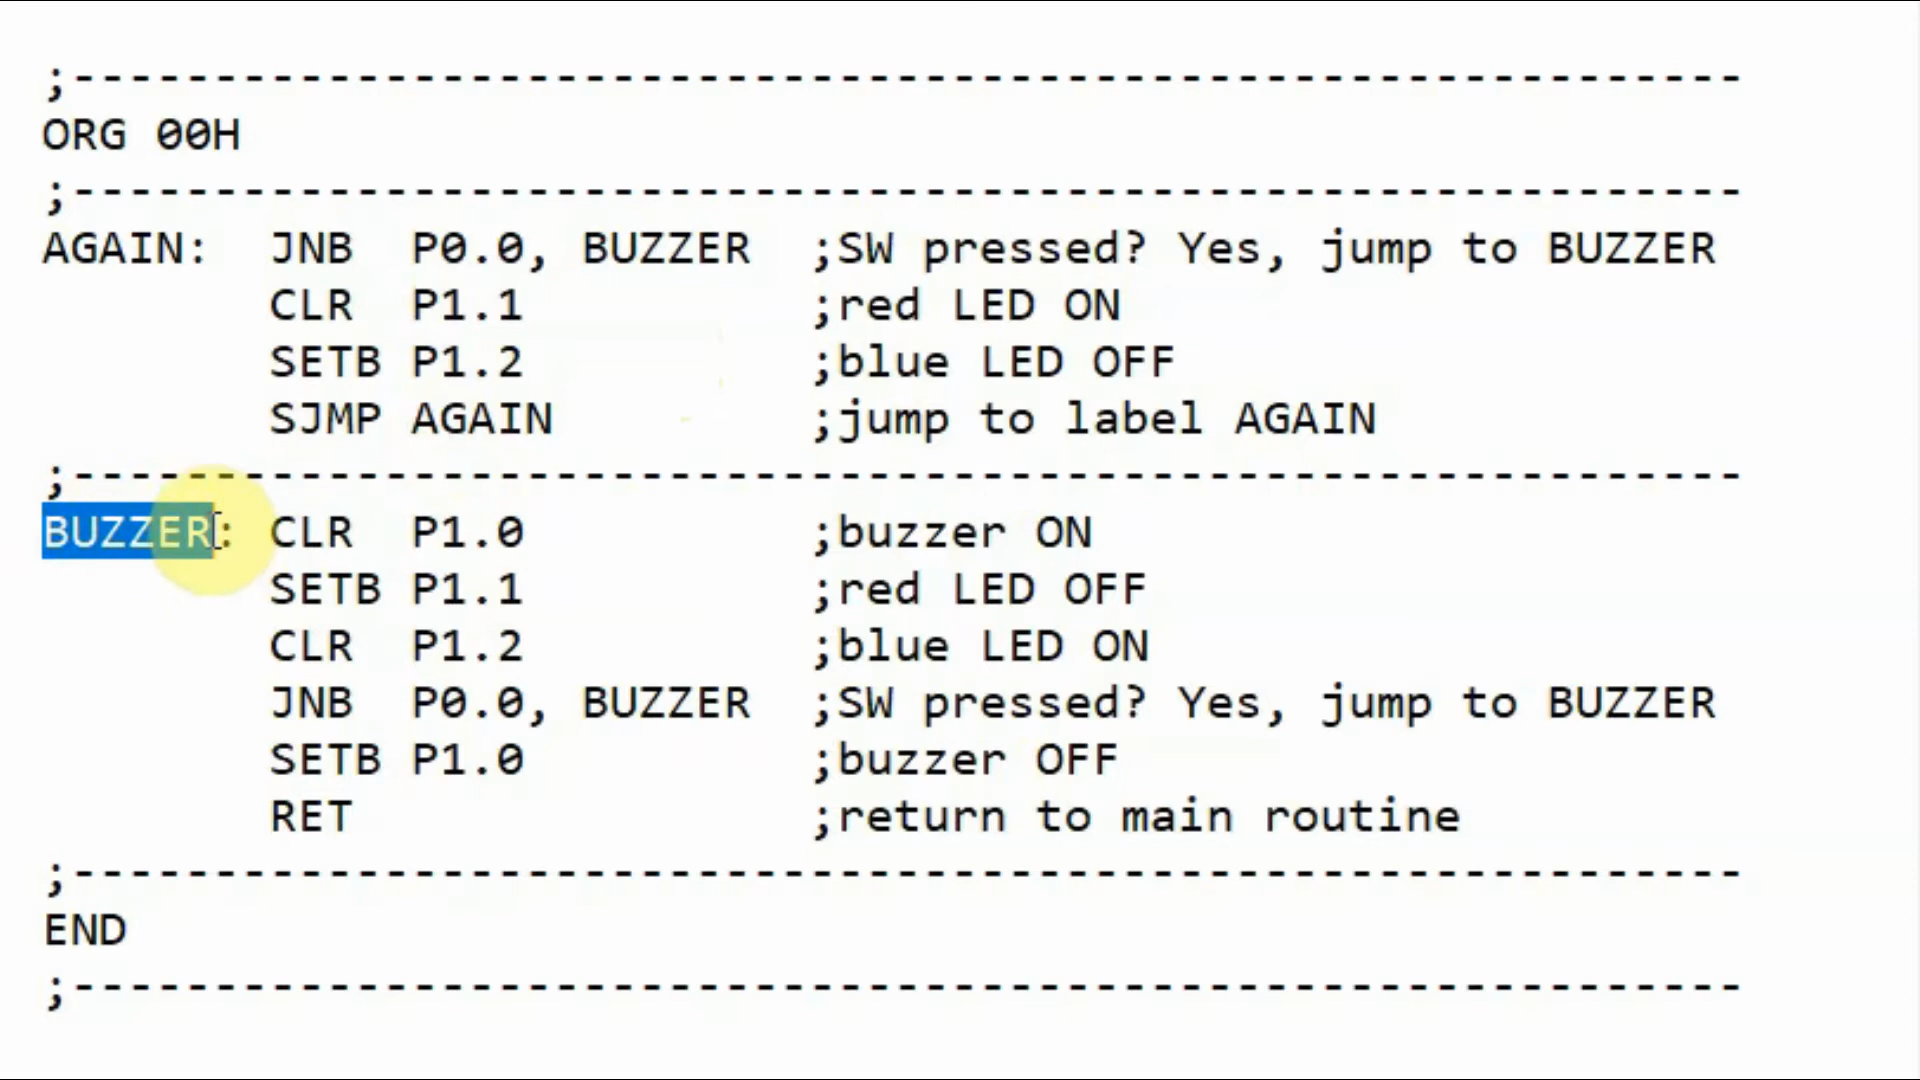 ;-----------------------------------------------------------
ORG 00H
;-----------------------------------------------------------
AGAIN:  JNB  P0.0, BUZZER  ;SW pressed? Yes, jump to BUZZER
        CLR  P1.1          ;red LED ON
        SETB P1.2          ;blue LED OFF
        SJMP AGAIN         ;jump to label AGAIN
;-----------------------------------------------------------
BUZZER: CLR  P1.0          ;buzzer ON
        SETB P1.1          ;red LED OFF
        CLR  P1.2          ;blue LED ON
        JNB  P0.0, BUZZER  ;SW pressed? Yes, jump to BUZZER
        SETB P1.0          ;buzzer OFF
        RET                ;return to main routine
;-----------------------------------------------------------
END
;-----------------------------------------------------------